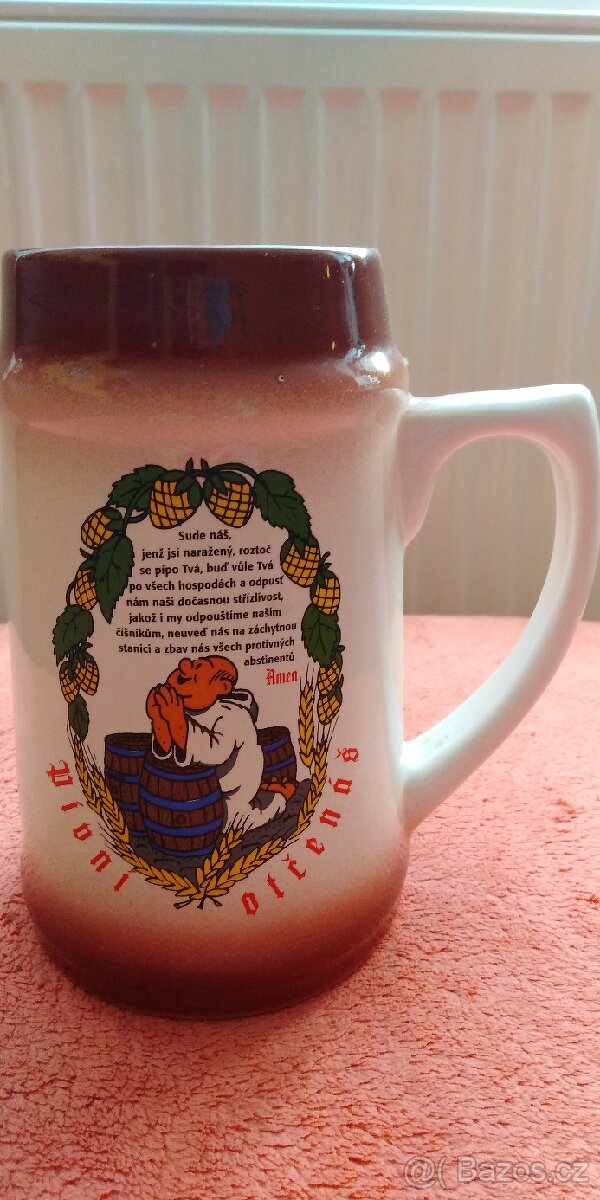 Sude náš,
jenž jsi naražený, roztoč
se pípo Tvá, buď vůle Tvá
po všech hospodách a odpusť
nám naši dočasnou střízlivost,
jakož i my odpouštíme našim
číšníkům, neuveď nás na záchytnou
stanici a zbav nás všech protivných
abstinentů
Amen
Pivní otčenáš
@( Bazos.cz